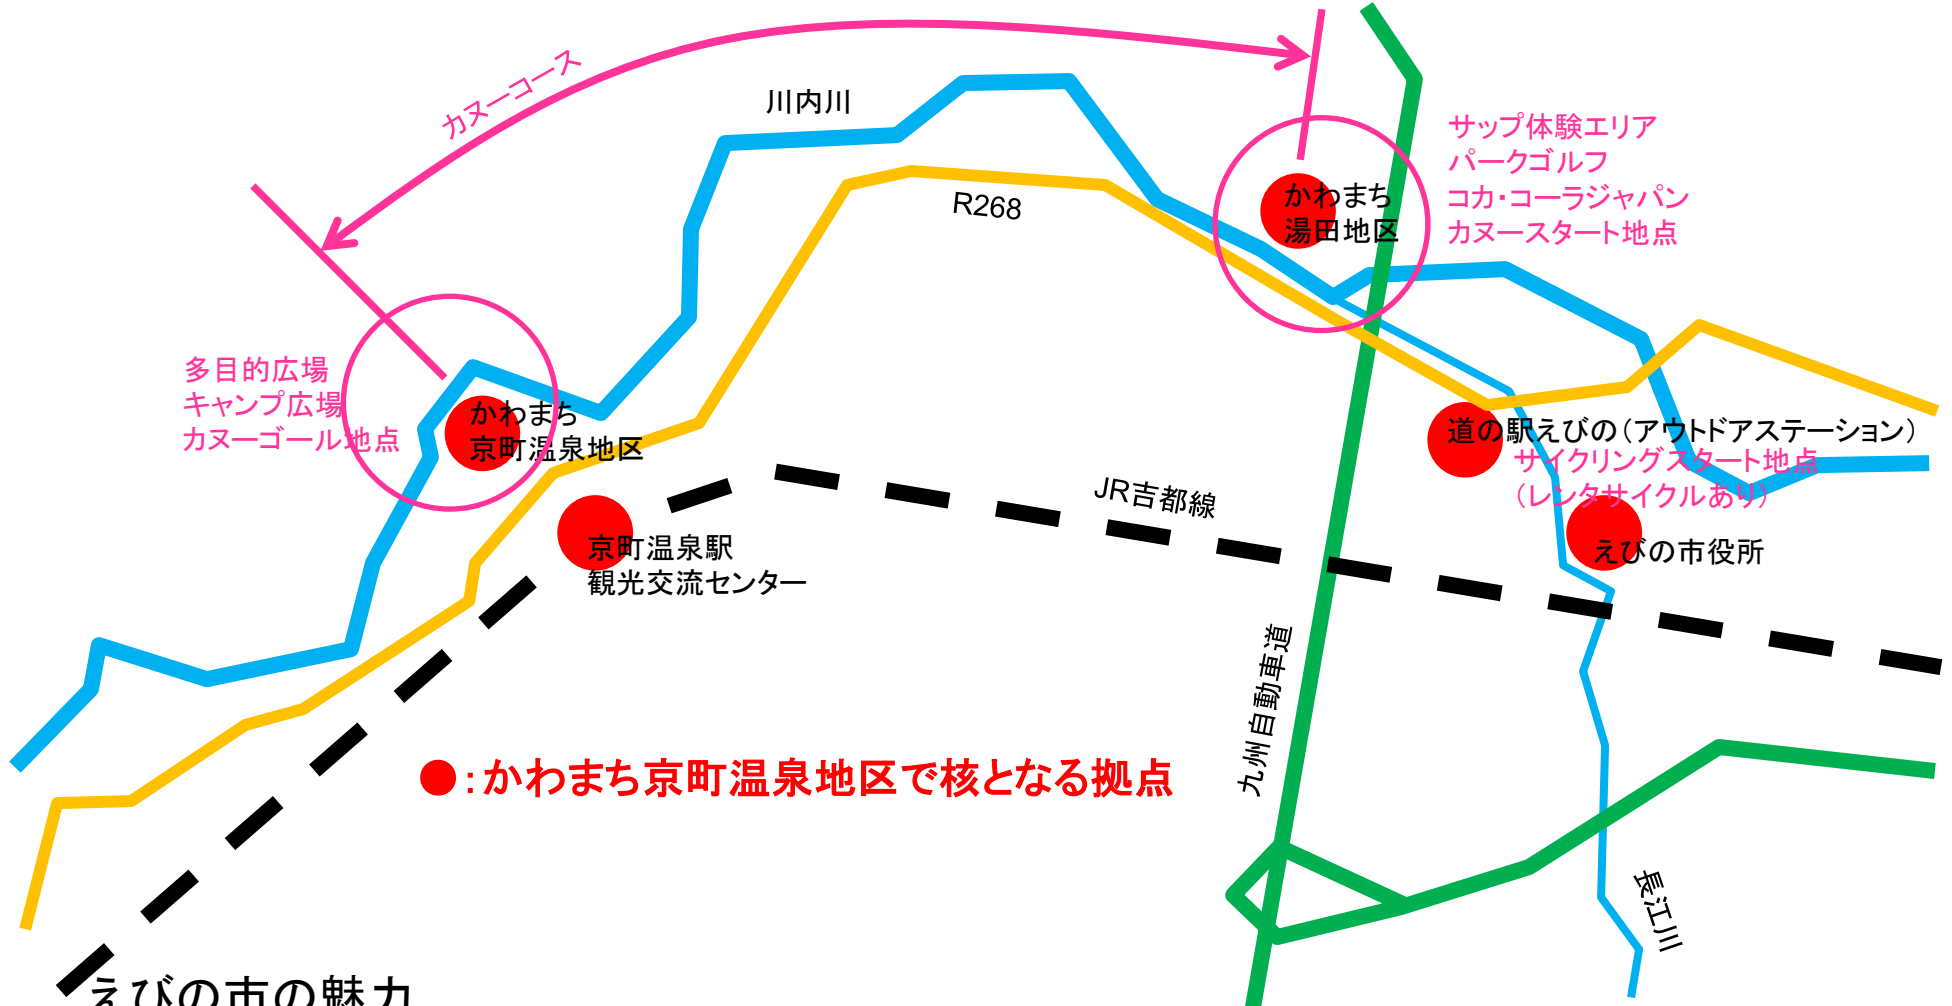 カヌーコース
川内川
サップ体験エリア
パークゴルフ
コカ・コーラジャパン
カヌースタート地点
かわまち
湯田地区
R268
多目的広場
キャンプ広場
カヌーゴール地点
かわまち
京町温泉地区
道の駅えびの（アウトドアステーション）
サイクリングスタート地点
（レンタサイクルあり）
JR吉都線
京町温泉駅
観光交流センター
えびの市役所
九州自動車道
●：かわまち京町温泉地区で核となる拠点
長江川
えびの市の魅力